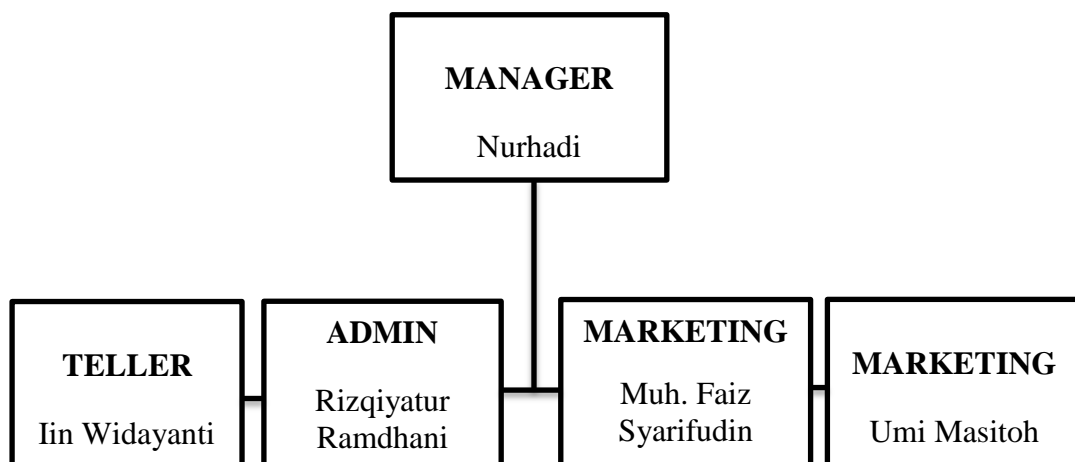 MANAGER
Nurhadi
TELLER
Iin Widayanti
ADMIN
Rizqiyatur
Ramdhani
MARKETING
Muh. Faiz
Syarifudin
MARKETING
Umi Masitoh